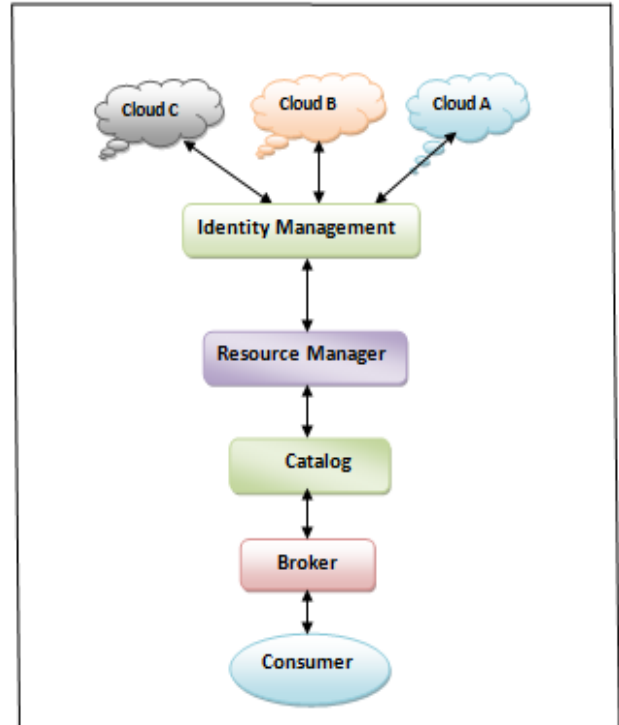 Cloud C
Cloud B
Cloud A
Identity Management
Resource Manager
Catalog
Broker
Consumer